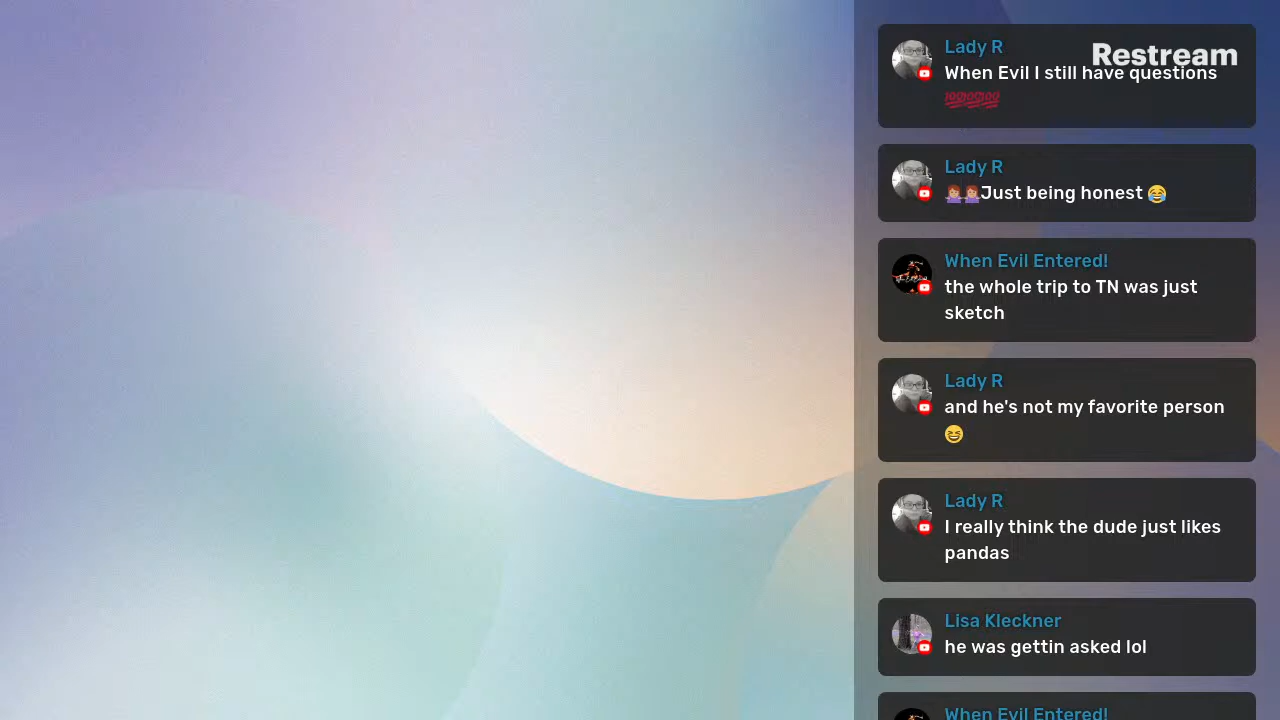 Restream
Lady R
When Evil I still have questions
💯💯💯
Lady R
🤷🏽‍♀️🤷🏽‍♀️Just being honest 😂
When Evil Entered!
the whole trip to TN was just
sketch
Lady R
and he's not my favorite person
😆
Lady R
I really think the dude just likes
pandas
Lisa Kleckner
he was gettin asked lol
When Evil Entered!